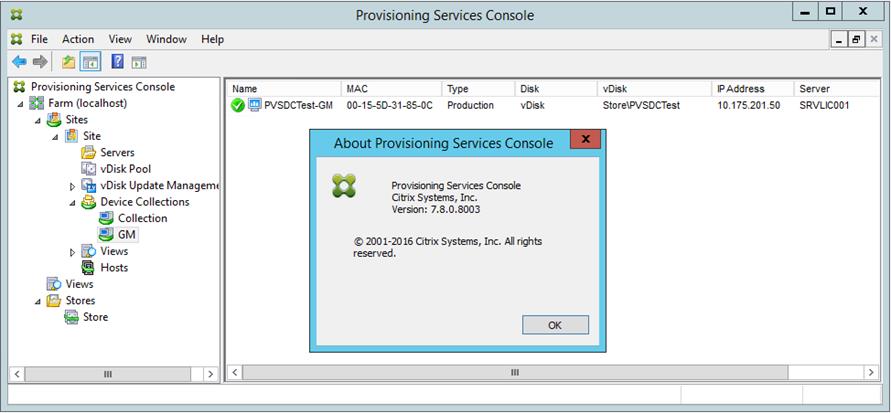 Provisioning Services Console
File Action View Window Help
Provisioning Services Console
Farm (localhost)
Sites
Site
Servers
vDisk Pool
vDisk Update Manageme
Device Collections
Collection
GM
Views
Hosts
Views
Stores
Store
Name MAC Type Disk vDisk IP Address Server
PVSDCTest-GM 00-15-5D-31-85-0C Production vDisk Store\PVSDCTest 10.175.201.50 SRVLIC001
About Provisioning Services Console
Provisioning Services Console
Citrix Systems, Inc.
Version: 7.8.0.8003
© 2001-2016 Citrix Systems, Inc. All rights
reserved.
OK